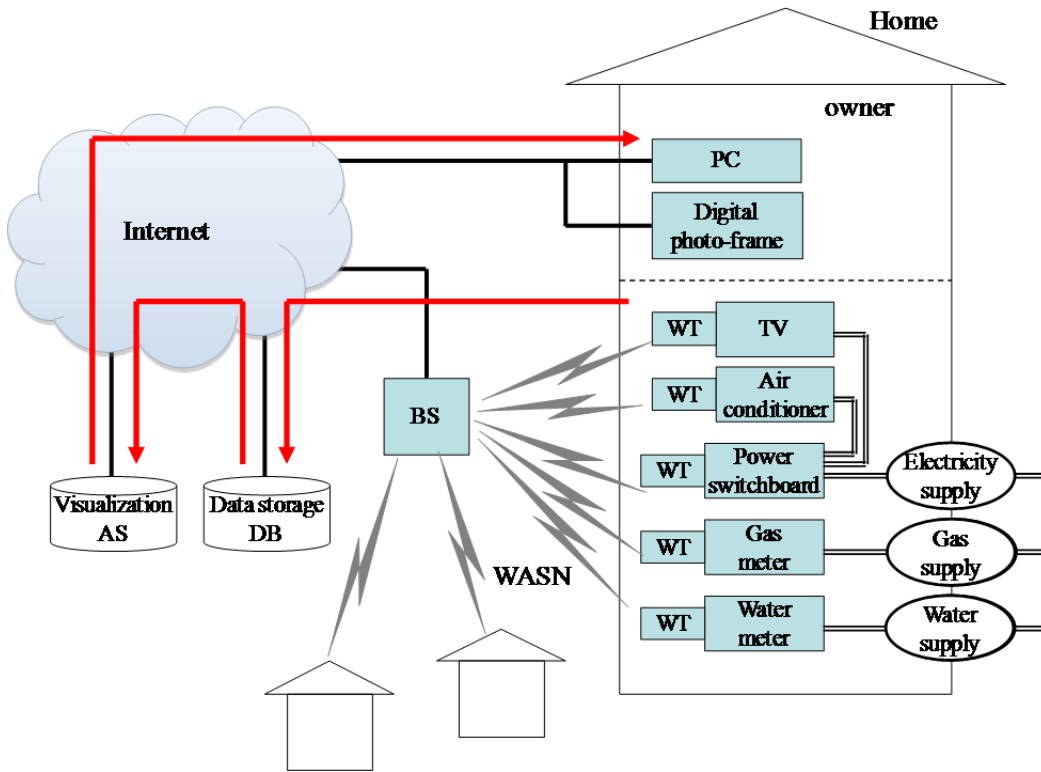 Home
owner
PC
Digital
photo-frame
Internet
WT
TV
WT
Air
conditioner
BS
WT
Power
switchboard
Electricity
supply
Visualization
AS
Data storage
DB
WT
Gas
meter
Gas
supply
WASN
WT
Water
meter
Water
supply